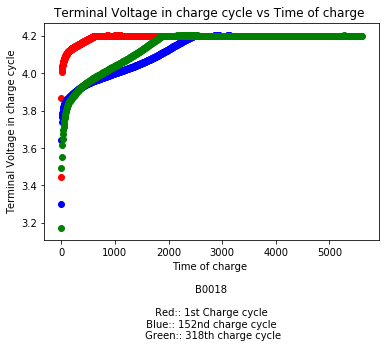 Terminal Voltage in charge cycle vs Time of charge
Terminal Voltage in charge cycle
4.2
4.0
3.8
3.6
3.4
3.2
0 1000 2000 3000 4000 5000
Time of charge
B0018
Red:: 1st Charge cycle
Blue:: 152nd charge cycle
Green:: 318th charge cycle